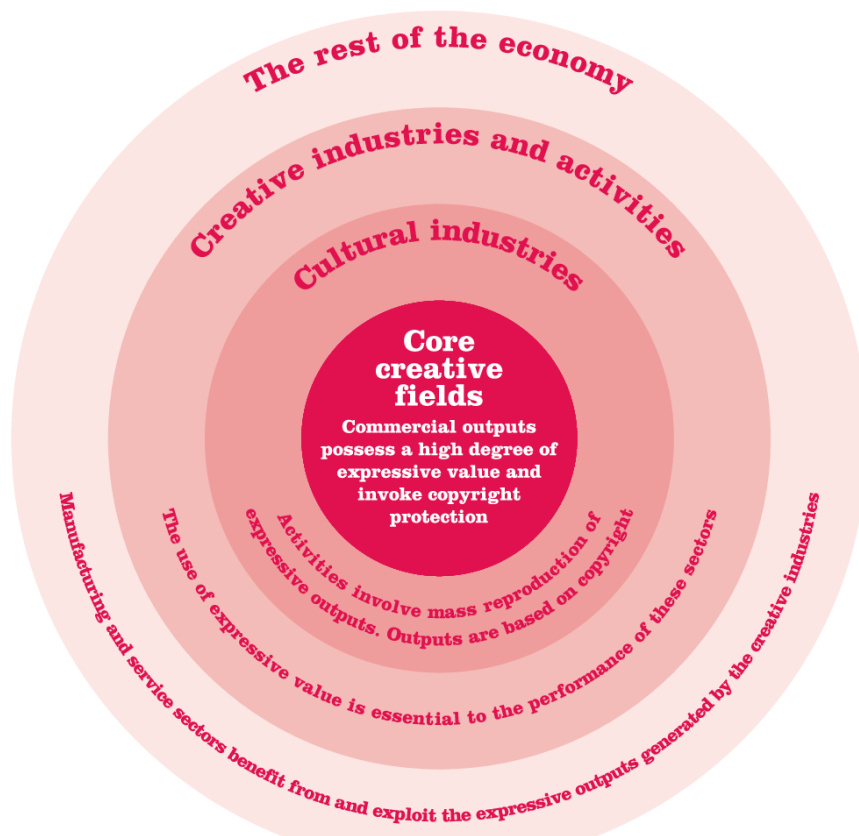 The rest of the economy
Creative industries and activities
Cultural industries
Core
creative
fields
Commercial outputs
possess a high degree of
expressive value and
invoke copyright
protection
Activities involve mass reproduction of
expressive outputs. Outputs are based on copyright
The use of expressive value is essential to the performance of these sectors
Manufacturing and service sectors benefit from and exploit the expressive outputs generated by the creative industries